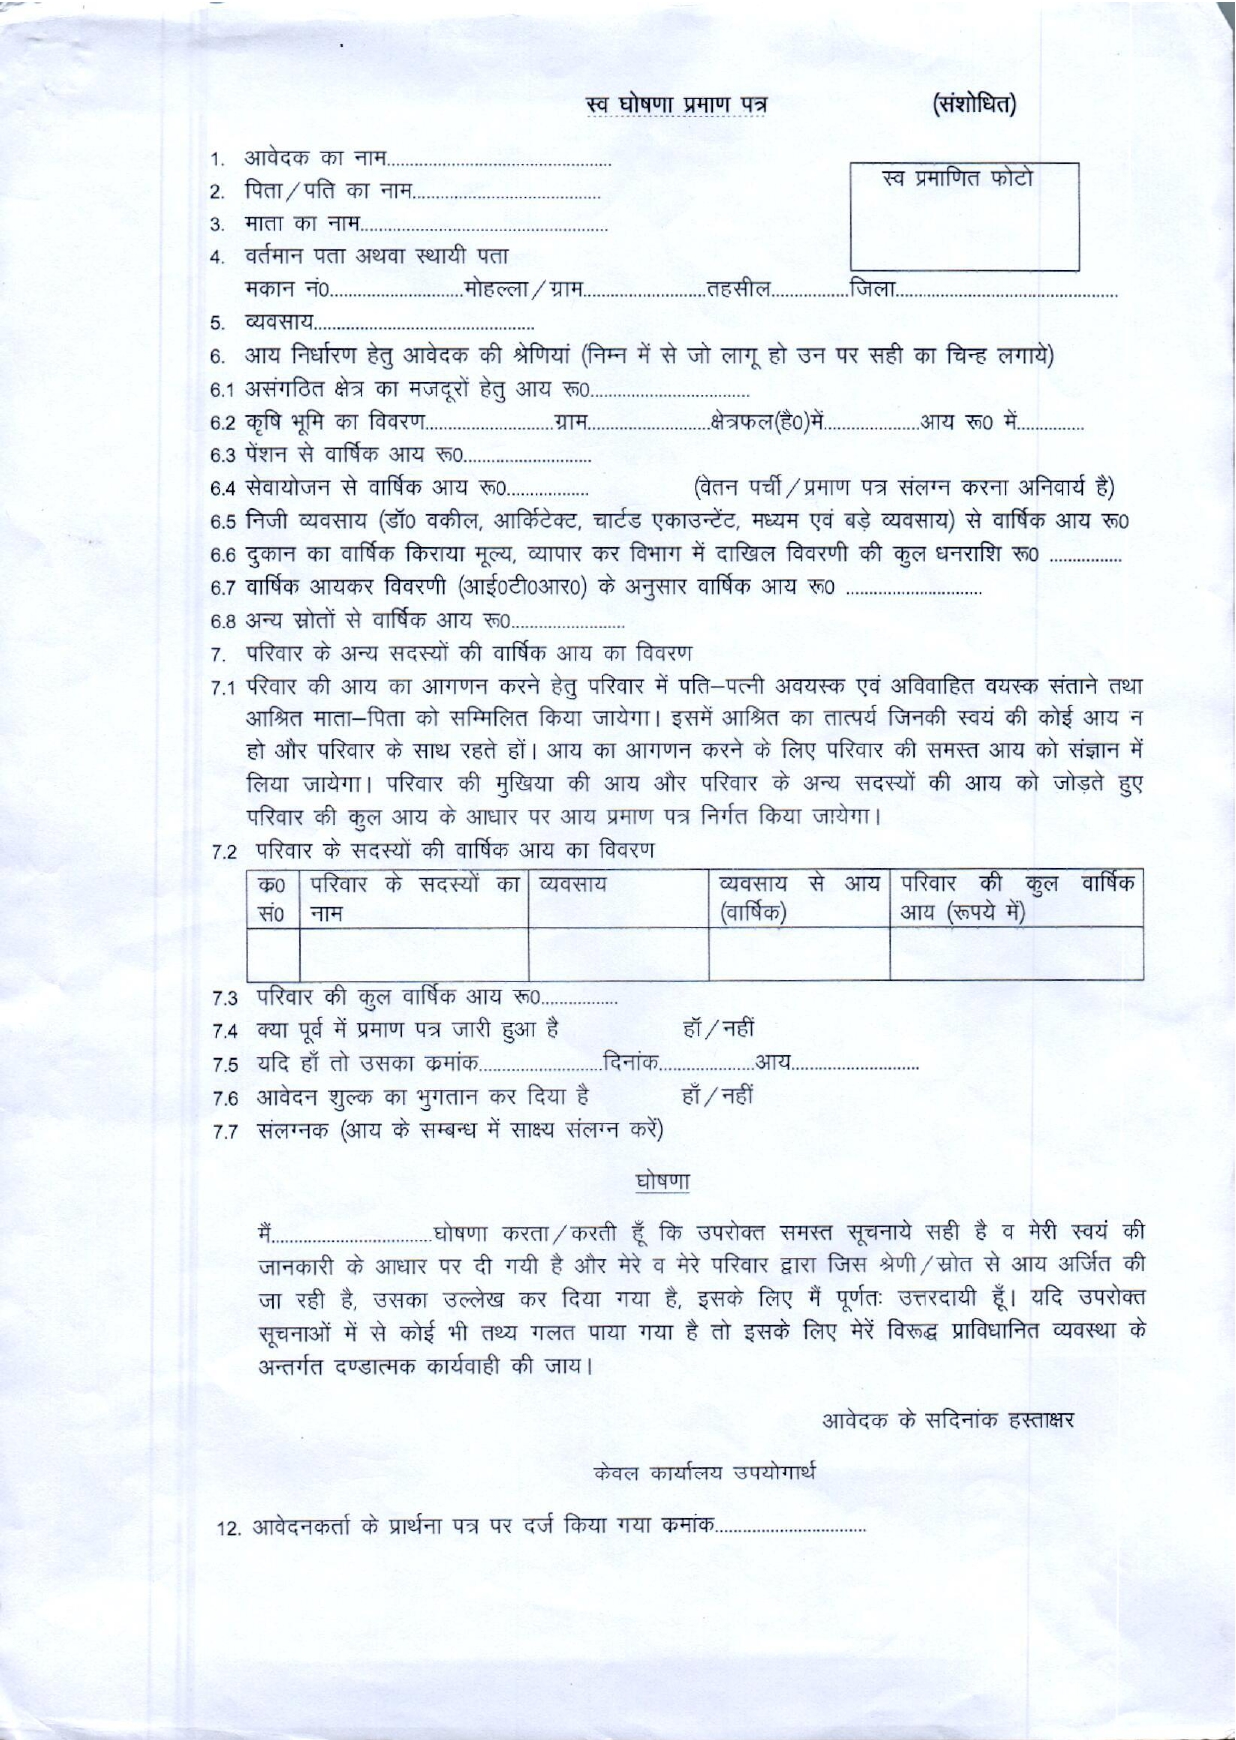 स्व घोषणा प्रमाण पत्र (संशोधित)
1. आवेदक का नाम................................................
स्व प्रमाणित फोटो
2. पिता/पति का नाम........................................
3. माता का नाम.....................................................
4. वर्तमान पता अथवा स्थायी पता
मकान नं0.............................मोहल्ला/ग्राम..........................तहसील.................जिला................................................
5. व्यवसाय................................................
6. आय निर्धारण हेतु आवेदक की श्रेणियां (निम्न में से जो लागू हो उन पर सही का चिन्ह लगाये)
6.1 असंगठित क्षेत्र का मजदूरों हेतु आय रू0..................................
6.2 कृषि भूमि का विवरण...........................ग्राम..........................क्षेत्रफल(है0)में....................आय रू0 में..............
6.3 पेंशन से वार्षिक आय रू0...........................
6.4 सेवायोजन से वार्षिक आय रू0.................. (वेतन पर्ची/प्रमाण पत्र संलग्न करना अनिवार्य है)
6.5 निजी व्यवसाय (डॉ0 वकील, आर्किटेक्ट, चार्टड एकाउन्टेंट, मध्यम एवं बड़े व्यवसाय) से वार्षिक आय रू0
6.6 दुकान का वार्षिक किराया मूल्य, व्यापार कर विभाग में दाखिल विवरणी की कुल धनराशि रू0 ................
6.7 वार्षिक आयकर विवरणी (आई0टी0आर0) के अनुसार वार्षिक आय रू0 ..............................
6.8 अन्य स्रोतों से वार्षिक आय रू0........................
7. परिवार के अन्य सदस्यों की वार्षिक आय का विवरण
7.1 परिवार की आय का आगणन करने हेतु परिवार में पति–पत्नी अवयस्क एवं अविवाहित वयस्क संताने तथा
आश्रित माता–पिता को सम्मिलित किया जायेगा। इसमें आश्रित का तात्पर्य जिनकी स्वयं की कोई आय न
हो और परिवार के साथ रहते हों। आय का आगणन करने के लिए परिवार की समस्त आय को संज्ञान में
लिया जायेगा। परिवार की मुखिया की आय और परिवार के अन्य सदस्यों की आय को जोड़ते हुए
परिवार की कुल आय के आधार पर आय प्रमाण पत्र निर्गत किया जायेगा।
7.2 परिवार के सदस्यों की वार्षिक आय का विवरण
क0 परिवार के सदस्यों का व्यवसाय व्यवसाय से आय परिवार की कुल वार्षिक
सं0 नाम (वार्षिक) आय (रूपये में)
7.3 परिवार की कुल वार्षिक आय रू0.................
7.4 क्या पूर्व में प्रमाण पत्र जारी हुआ है हॉ/नहीं
7.5 यदि हाँ तो उसका क्रमांक..........................दिनांक....................आय...........................
7.6 आवेदन शुल्क का भुगतान कर दिया है हाँ/नहीं
7.7 संलग्नक (आय के सम्बन्ध में साक्ष्य संलग्न करें)
घोषणा
मैं..................................घोषणा करता/करती हूँ कि उपरोक्त समस्त सूचनाये सही है व मेरी स्वयं की
जानकारी के आधार पर दी गयी है और मेरे व मेरे परिवार द्वारा जिस श्रेणी/स्रोत से आय अर्जित की
जा रही है, उसका उल्लेख कर दिया गया है, इसके लिए मैं पूर्णतः उत्तरदायी हूँ। यदि उपरोक्त
सूचनाओं में से कोई भी तथ्य गलत पाया गया है तो इसके लिए मेरें विरूद्ध प्राविधानित व्यवस्था के
अन्तर्गत दण्डात्मक कार्यवाही की जाय।
आवेदक के सदिनांक हस्ताक्षर
केवल कार्यालय उपयोगार्थ
12. आवेदनकर्ता के प्रार्थना पत्र पर दर्ज किया गया क्रमांक................................